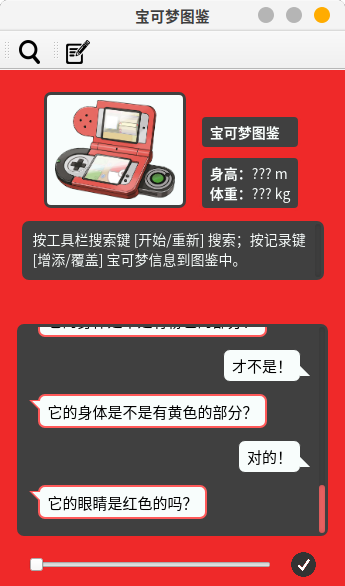 宝可梦图鉴
宝可梦图鉴
身高：??? m
体重：??? kg
按工具栏搜索键 [开始/重新] 搜索；按记录键
[增添/覆盖] 宝可梦信息到图鉴中。
才不是！
它的身体是不是有黄色的部分?
对的！
它的眼睛是红色的吗?